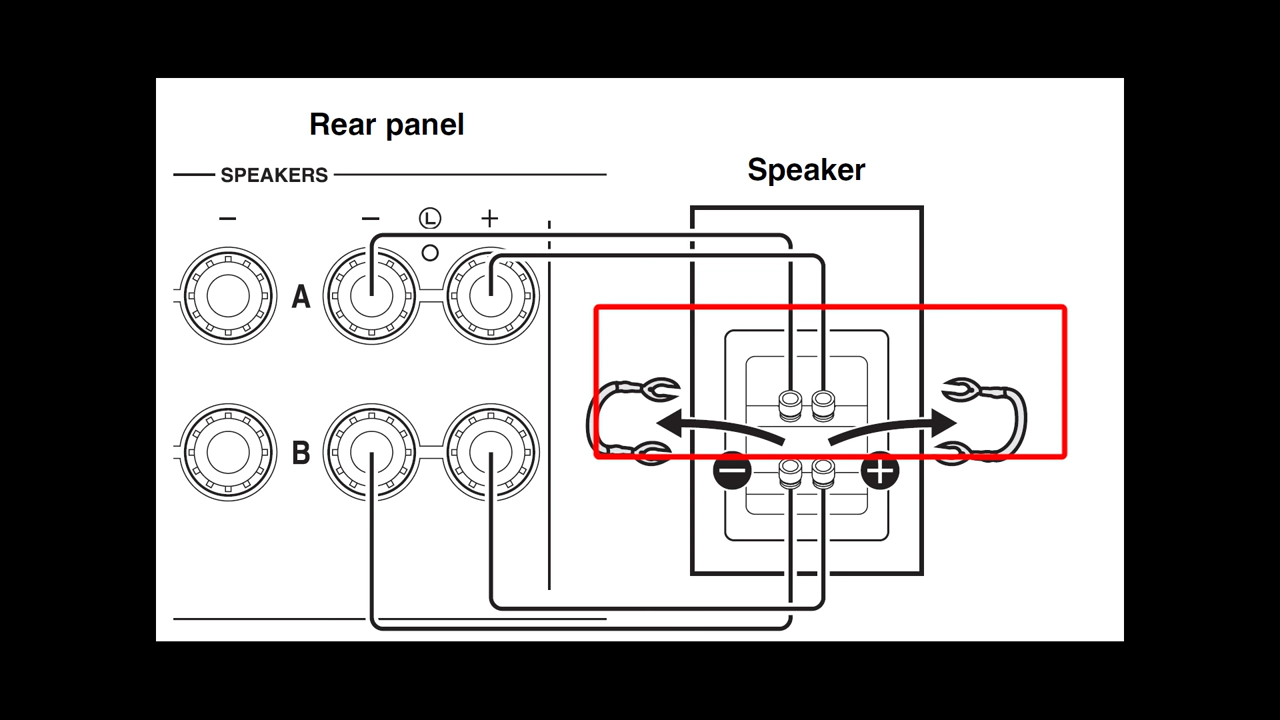 Rear panel
Speaker
SPEAKERS
− − Ⓛ +
A
B
− +